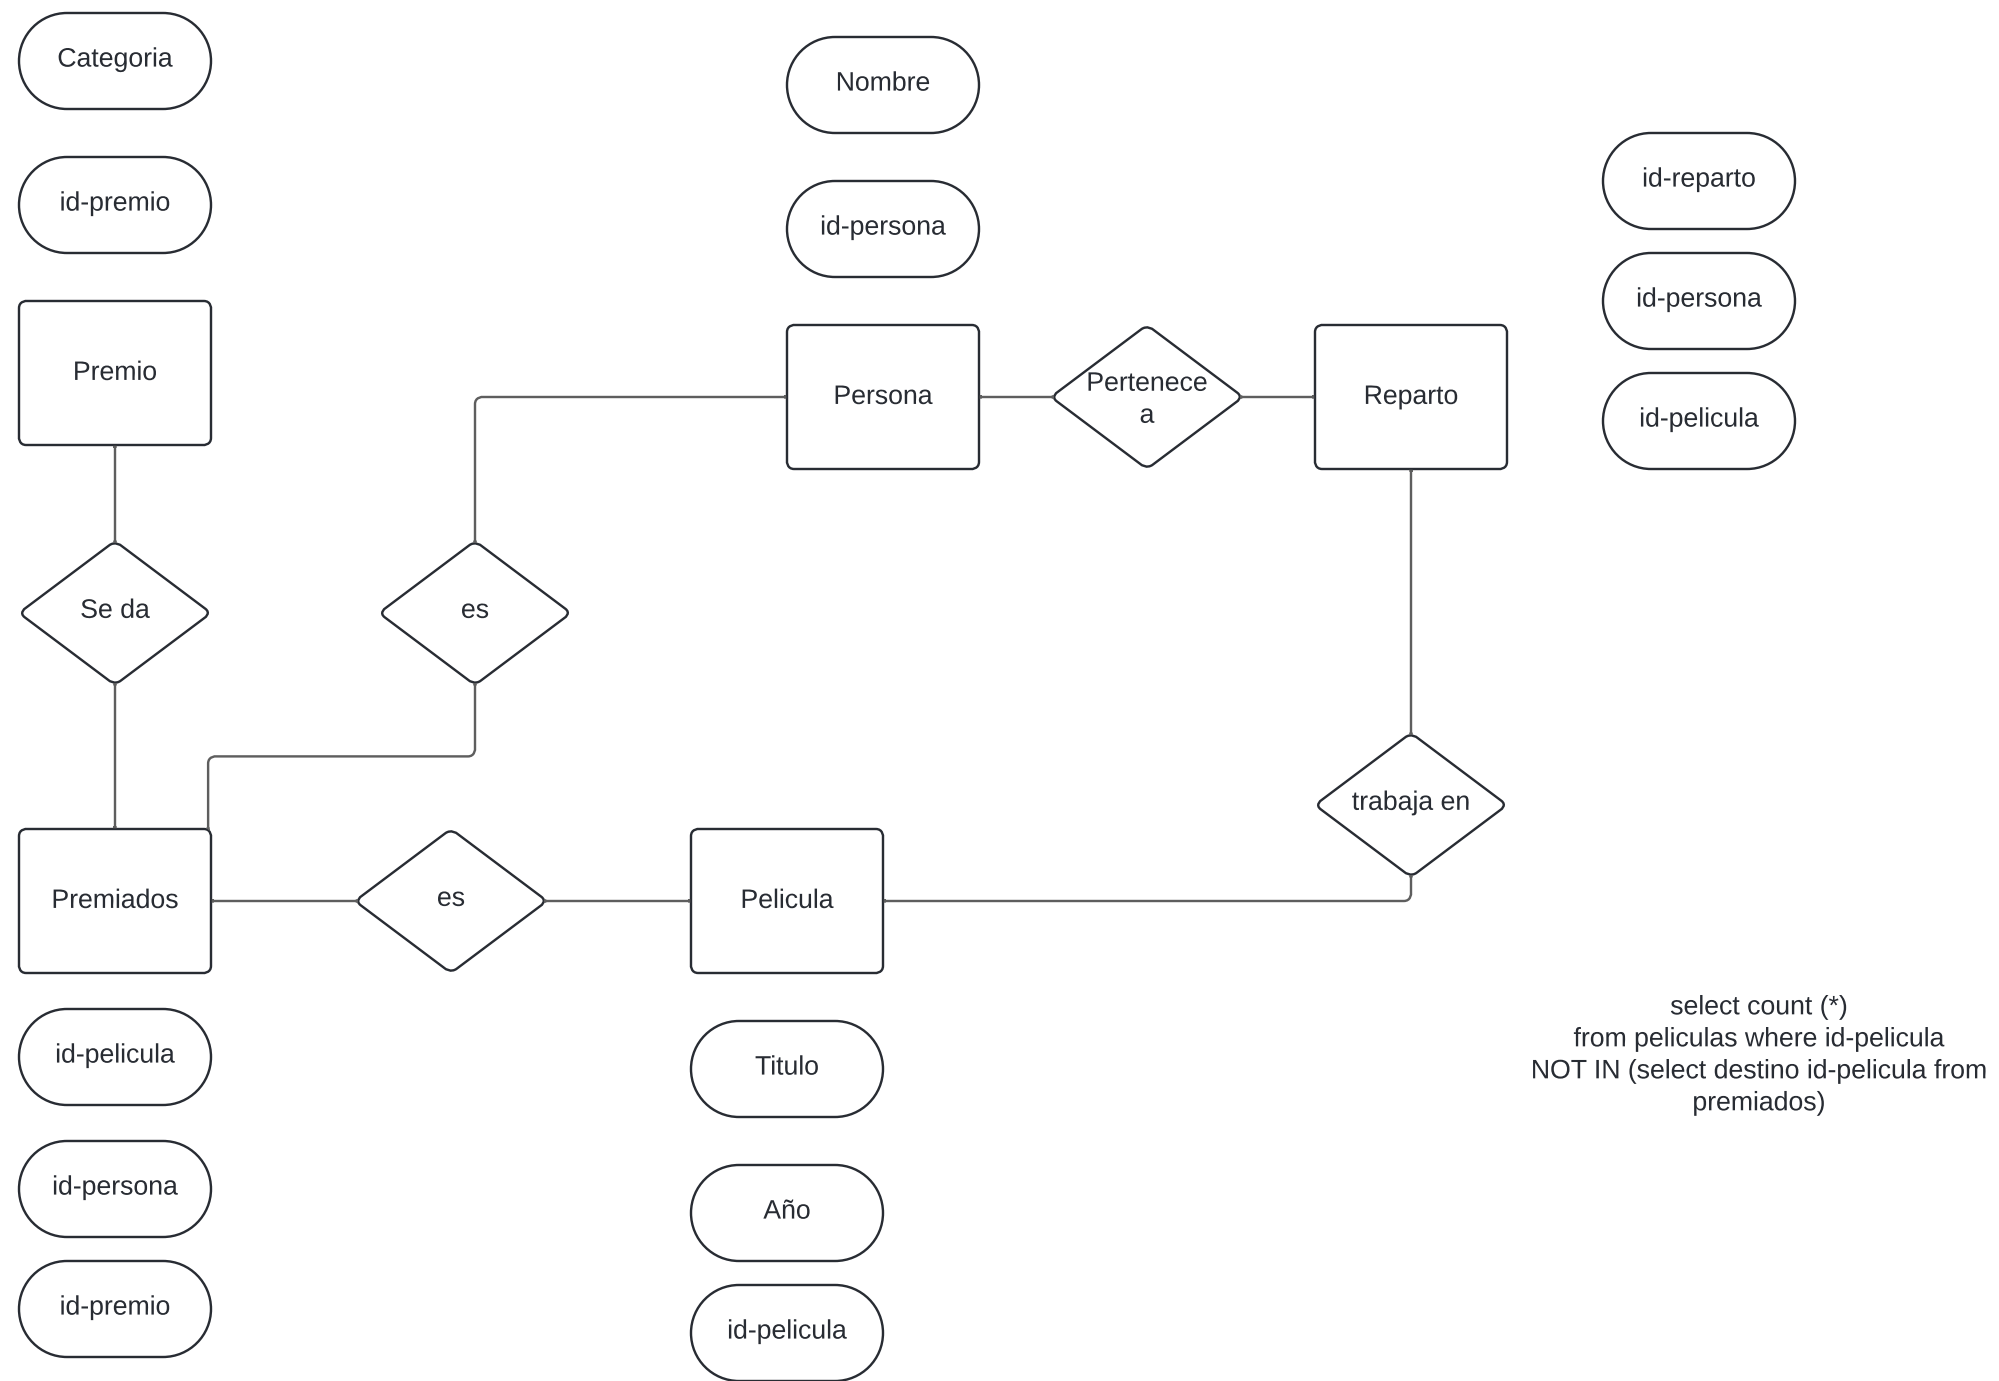 Categoria
Nombre
id-reparto
id-premio
id-persona
id-persona
Premio
Persona
Pertenece
a
Reparto
id-pelicula
Se da
es
trabaja en
Premiados
es
Pelicula
select count (*)
from peliculas where id-pelicula
NOT IN (select destino id-pelicula from
premiados)
id-pelicula
Titulo
id-persona
Año
id-premio
id-pelicula